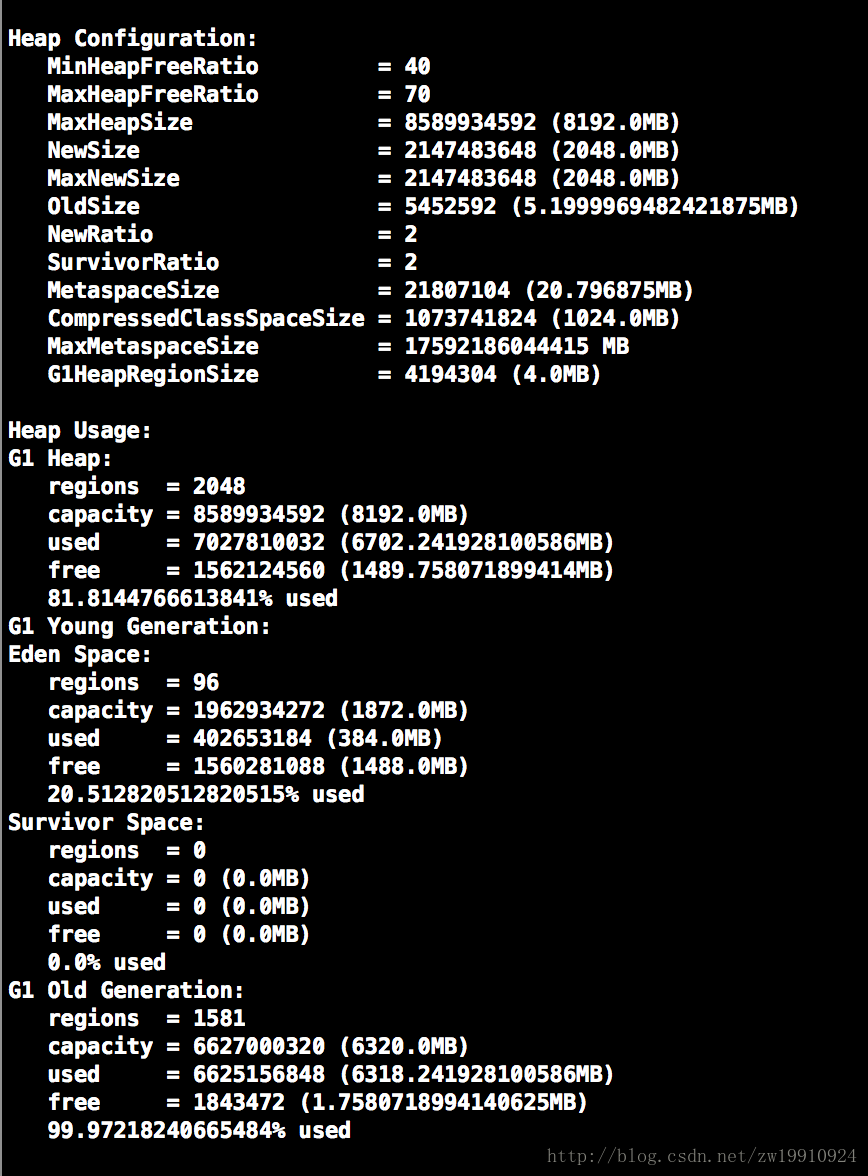 Heap Configuration:
   MinHeapFreeRatio         = 40
   MaxHeapFreeRatio         = 70
   MaxHeapSize              = 8589934592 (8192.0MB)
   NewSize                  = 2147483648 (2048.0MB)
   MaxNewSize               = 2147483648 (2048.0MB)
   OldSize                  = 5452592 (5.1999969482421875MB)
   NewRatio                 = 2
   SurvivorRatio            = 2
   MetaspaceSize            = 21807104 (20.796875MB)
   CompressedClassSpaceSize = 1073741824 (1024.0MB)
   MaxMetaspaceSize         = 17592186044415 MB
   G1HeapRegionSize         = 4194304 (4.0MB)

Heap Usage:
G1 Heap:
   regions  = 2048
   capacity = 8589934592 (8192.0MB)
   used     = 7027810032 (6702.241928100586MB)
   free     = 1562124560 (1489.758071899414MB)
   81.8144766613841% used
G1 Young Generation:
Eden Space:
   regions  = 96
   capacity = 1962934272 (1872.0MB)
   used     = 402653184 (384.0MB)
   free     = 1560281088 (1488.0MB)
   20.512820512820515% used
Survivor Space:
   regions  = 0
   capacity = 0 (0.0MB)
   used     = 0 (0.0MB)
   free     = 0 (0.0MB)
   0.0% used
G1 Old Generation:
   regions  = 1581
   capacity = 6627000320 (6320.0MB)
   used     = 6625156848 (6318.241928100586MB)
   free     = 1843472 (1.7580718994140625MB)
   99.97218240665484% used
http://blog.csdn.net/zw19910924